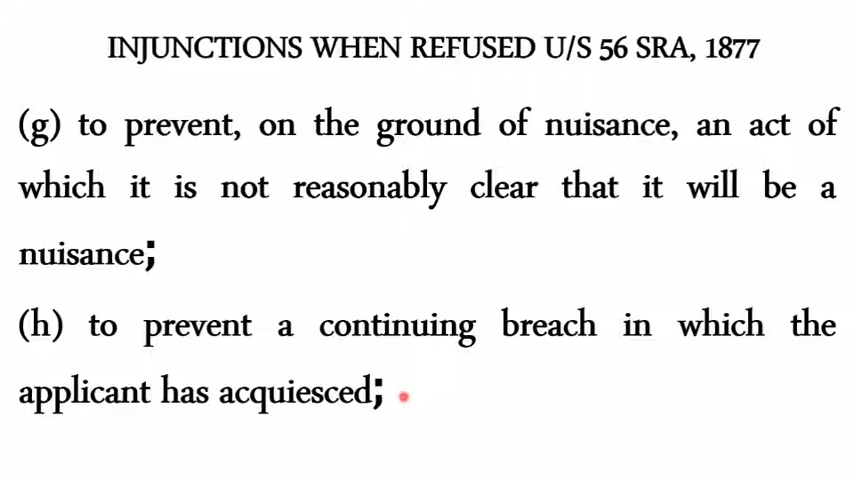 INJUNCTIONS WHEN REFUSED U/S 56 SRA, 1877
(g) to prevent, on the ground of nuisance, an act of
which it is not reasonably clear that it will be a
nuisance;
(h) to prevent a continuing breach in which the
applicant has acquiesced;